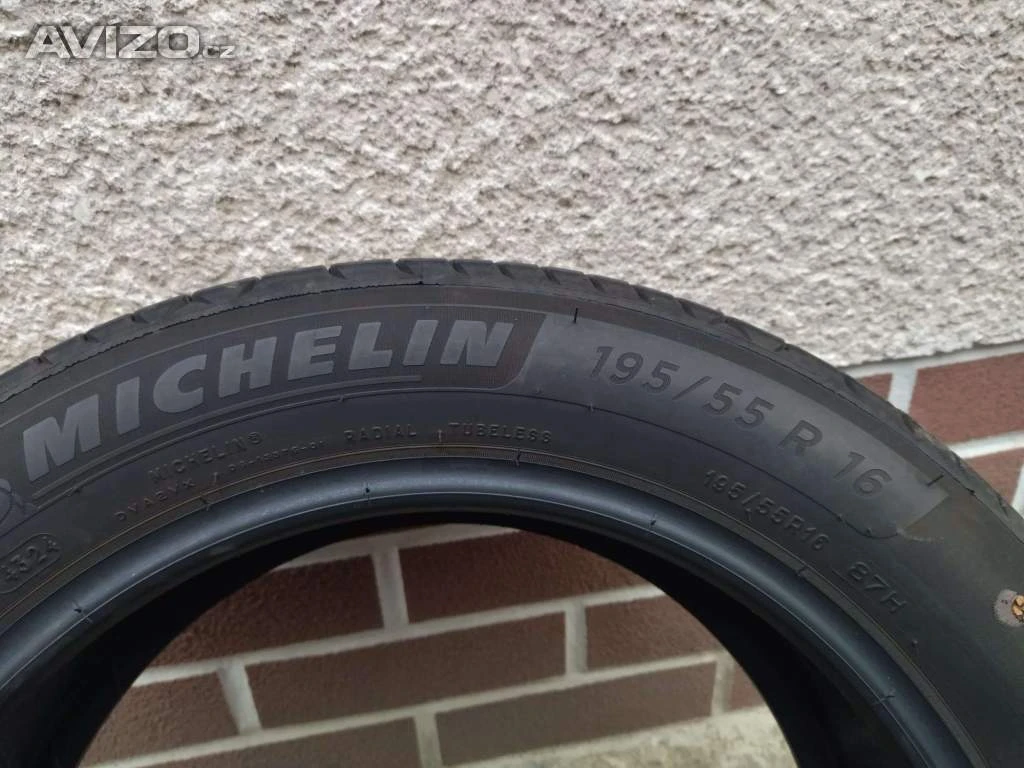 AVIZO.cz
MICHELIN
195/55 R 16
MICHELIN® RADIAL TUBELESS
195/55R16 87H